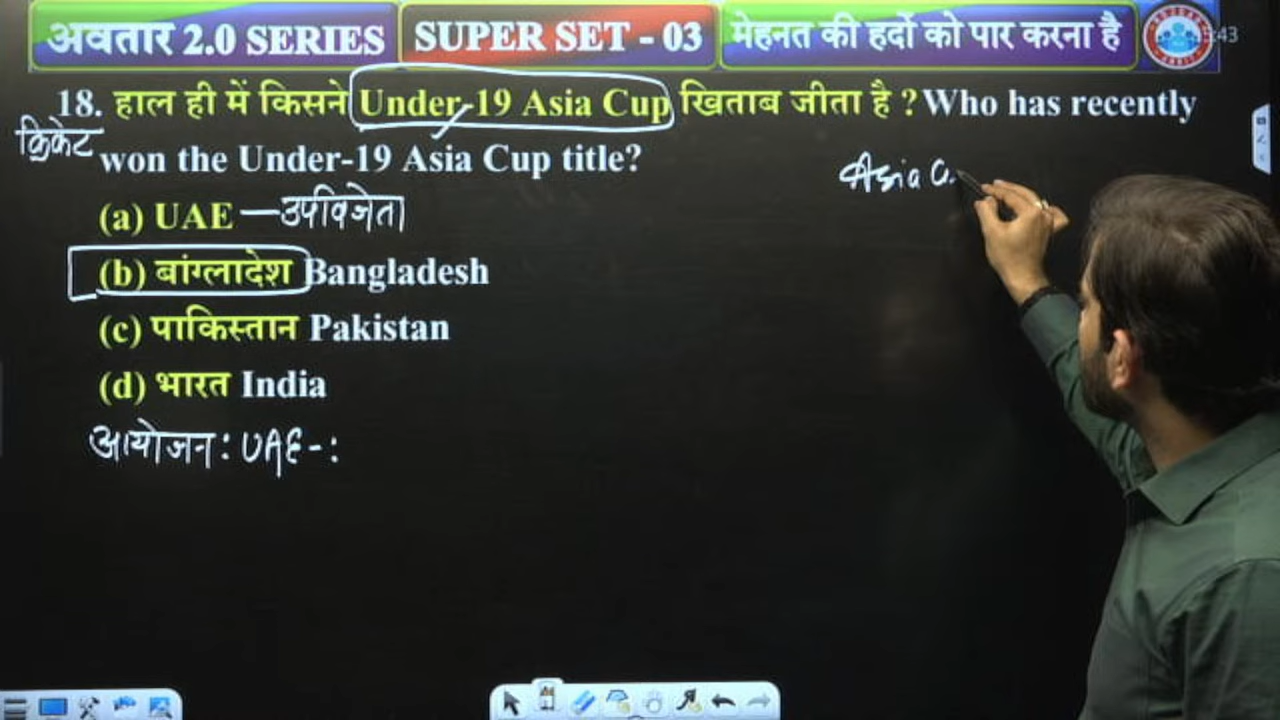 अवतार 2.0 SERIES
SUPER SET - 03
मेहनत की हदों को पार करना है
:43
18. हाल ही में किसने Under-19 Asia Cup खिताब जीता है ? Who has recently
क्रिकेट
won the Under-19 Asia Cup title?
(a) UAE — उपविजेता
(b) बांग्लादेश Bangladesh
(c) पाकिस्तान Pakistan
(d) भारत India
आयोजन : UAE - :
Asia C